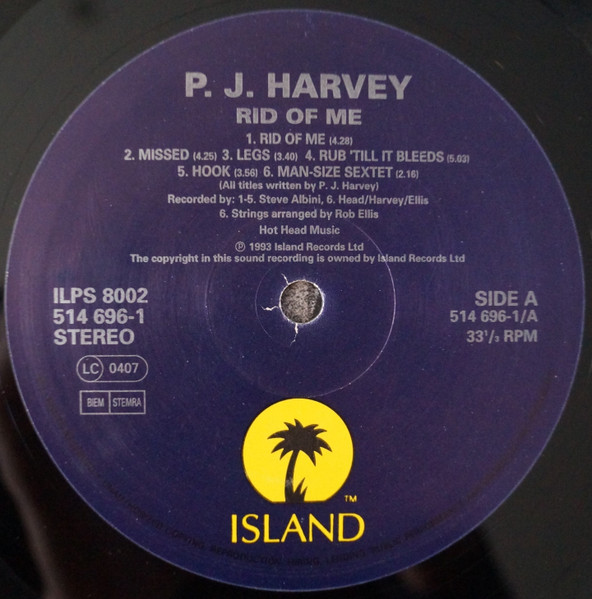 P. J. HARVEY
RID OF ME
1. RID OF ME (4.28)
2. MISSED (4.25) 3. LEGS (3.40) 4. RUB 'TILL IT BLEEDS (5.03)
5. HOOK (3.56) 6. MAN-SIZE SEXTET (2.16)
(All titles written by P. J. Harvey)
Recorded by: 1-5. Steve Albini, 6. Head/Harvey/Ellis
6. Strings arranged by Rob Ellis
Hot Head Music
℗ 1993 Island Records Ltd
The copyright in this sound recording is owned by Island Records Ltd
ILPS 8002
514 696-1
STEREO
LC 0407
BIEM STEMRA
SIDE A
514 696-1/A
33¹/₃ RPM
TM
ISLAND